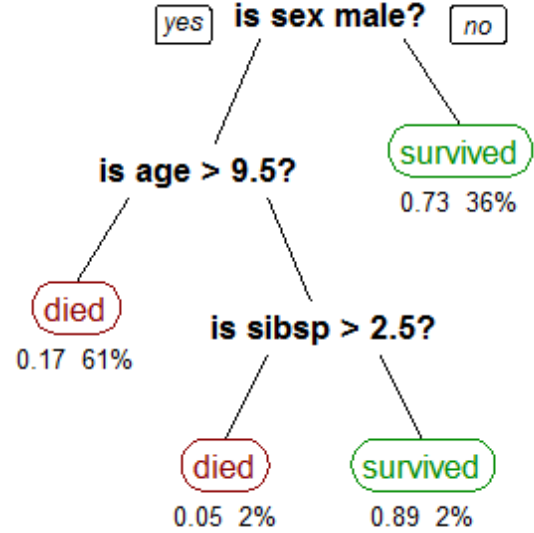 yes is sex male? no
survived
0.73 36%
is age > 9.5?
died
0.17 61%
is sibsp > 2.5?
died survived
0.05 2% 0.89 2%